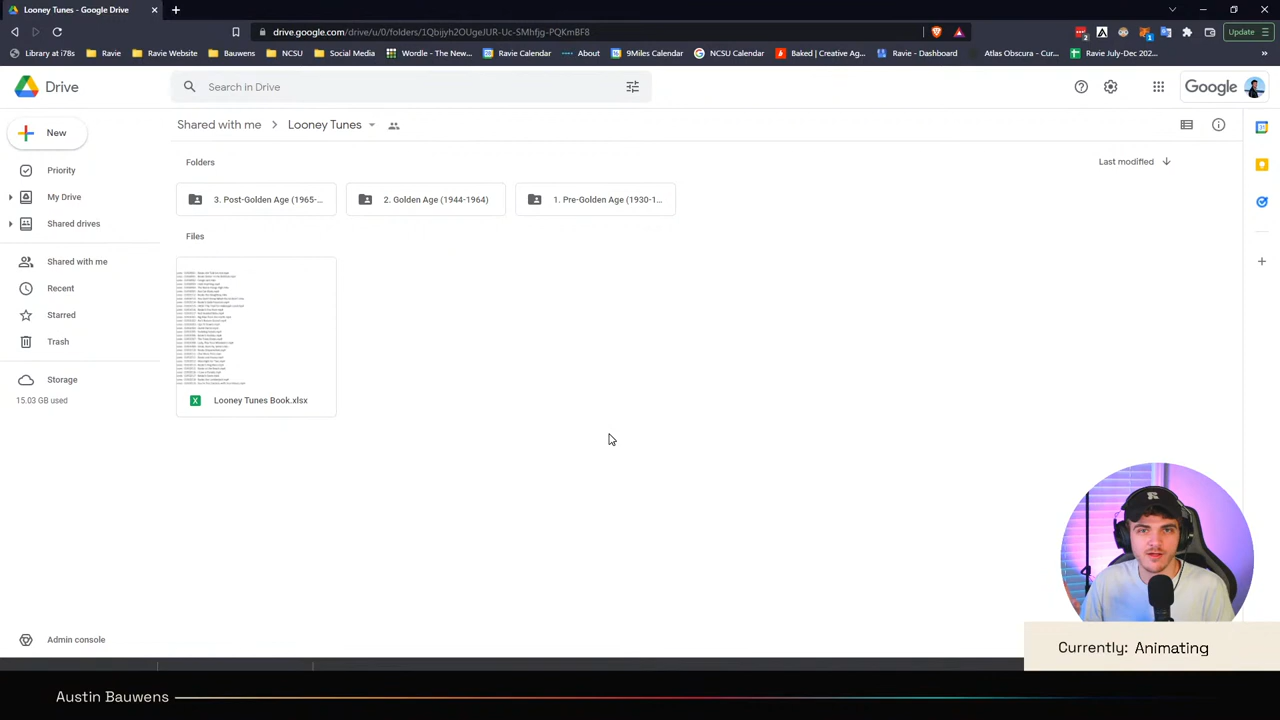 Looney Tunes - Google Drive
drive.google.com/drive/u/0/folders/1Qbijyh2OUgeJUR-Uc-SMhfjg-PQKmBF8
Update
Library at i78s
Ravie
Ravie Website
Bauwens
NCSU
Social Media
Wordle - The New...
Ravie Calendar
About
9Miles Calendar
NCSU Calendar
Baked | Creative Ag...
Ravie - Dashboard
Atlas Obscura - Cur...
Ravie July-Dec 202...
Drive
Search in Drive
Google
New
Shared with me > Looney Tunes
Priority
My Drive
Shared drives
Shared with me
Recent
Starred
Trash
Storage
15.03 GB used
Admin console
Folders
Last modified
3. Post-Golden Age (1965-...
2. Golden Age (1944-1964)
1. Pre-Golden Age (1930-1...
Files
Looney Tunes Book.xlsx
Currently: Animating
Austin Bauwens